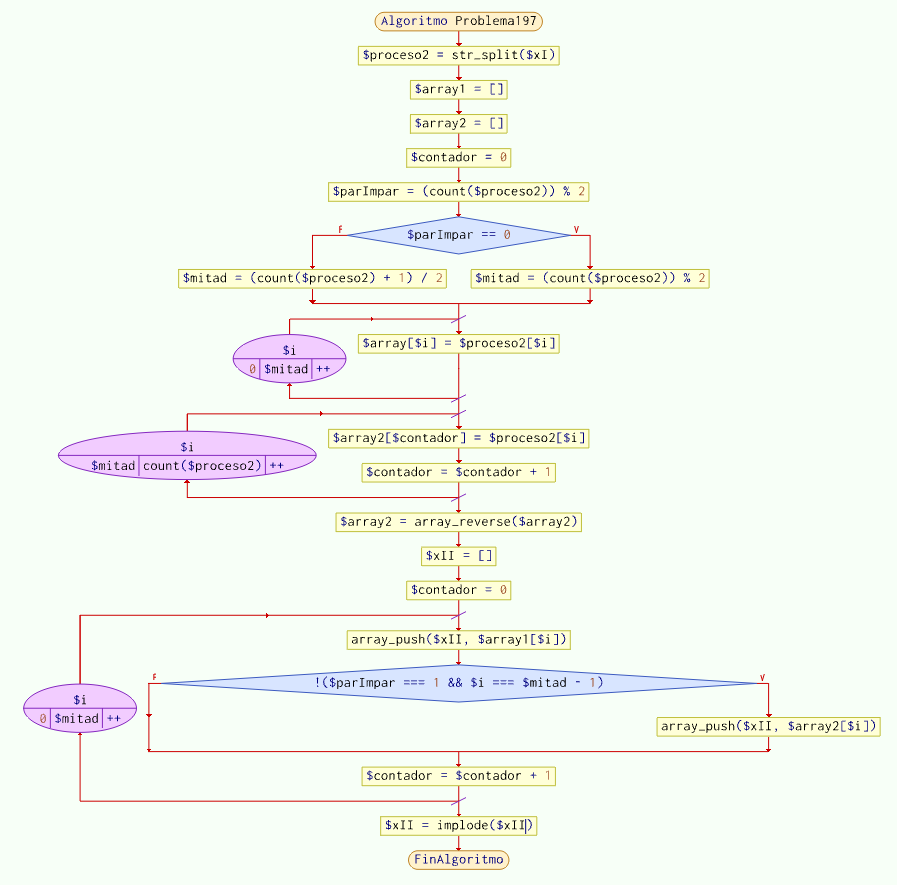 Algoritmo Problema197
$proceso2 = str_split($xI)
$array1 = []
$array2 = []
$contador = 0
$parImpar = (count($proceso2)) % 2
F
V
$parImpar == 0
$mitad = (count($proceso2) + 1) / 2
$mitad = (count($proceso2)) % 2
$array[$i] = $proceso2[$i]
$i
0 $mitad ++
$array2[$contador] = $proceso2[$i]
$i
$mitad count($proceso2) ++
$contador = $contador + 1
$array2 = array_reverse($array2)
$xII = []
$contador = 0
array_push($xII, $array1[$i])
F
V
!($parImpar === 1 && $i === $mitad - 1)
$i
0 $mitad ++
array_push($xII, $array2[$i])
$contador = $contador + 1
$xII = implode($xII)
FinAlgoritmo